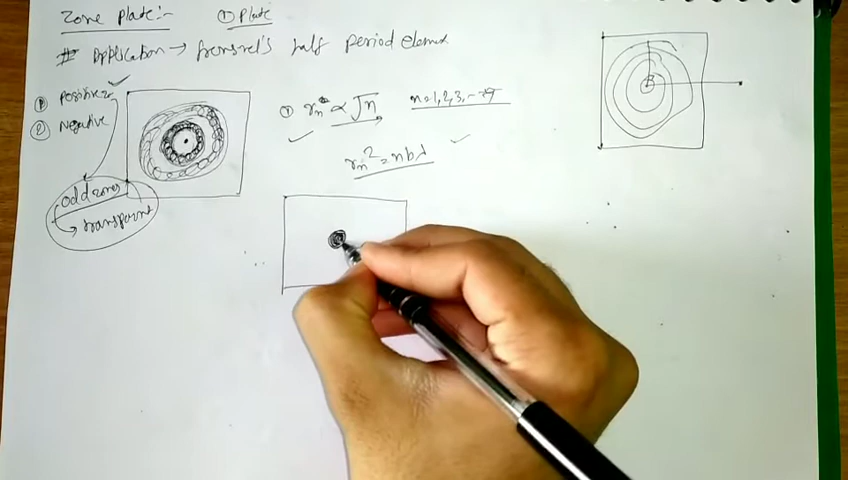 Zone Plate:-
① Plate
# Application → fresnel's half period element
① Positive
② Negative
odd zones
→ transparent
① rₙ ∝ √n n=1,2,3,--
rₙ² = nbλ
B